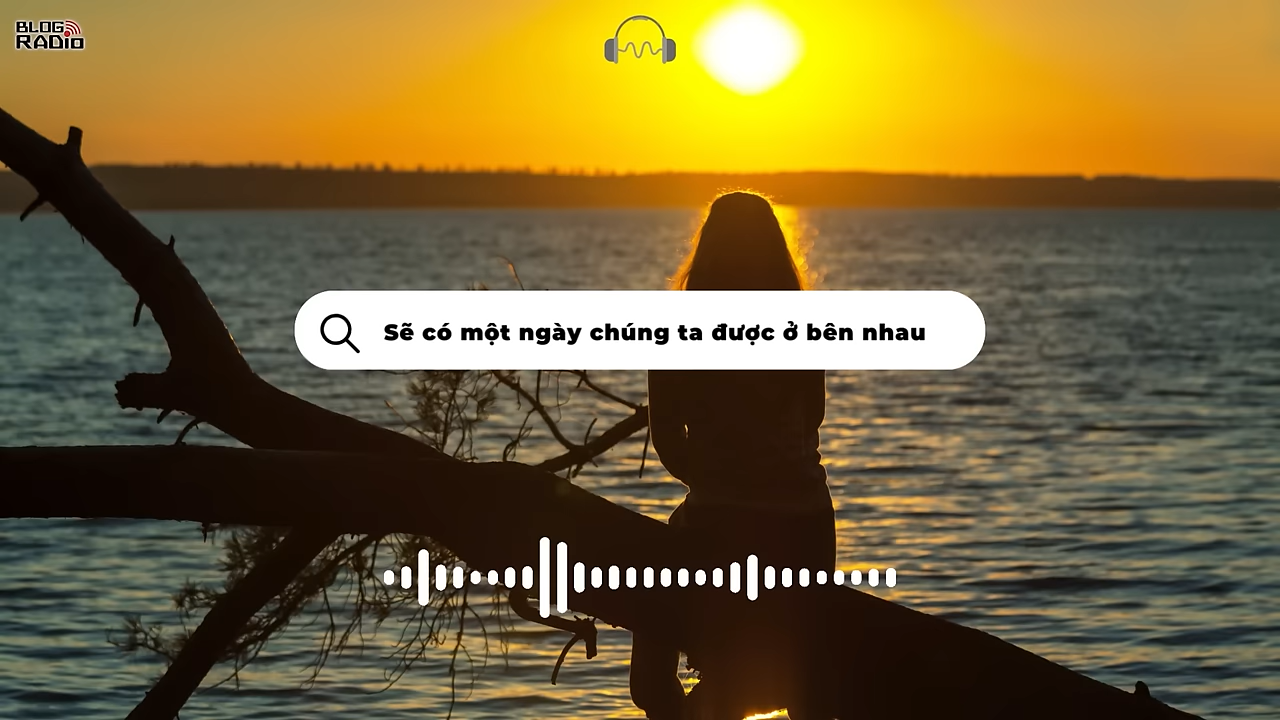 BLOG
RADIO
Sẽ có một ngày chúng ta được ở bên nhau